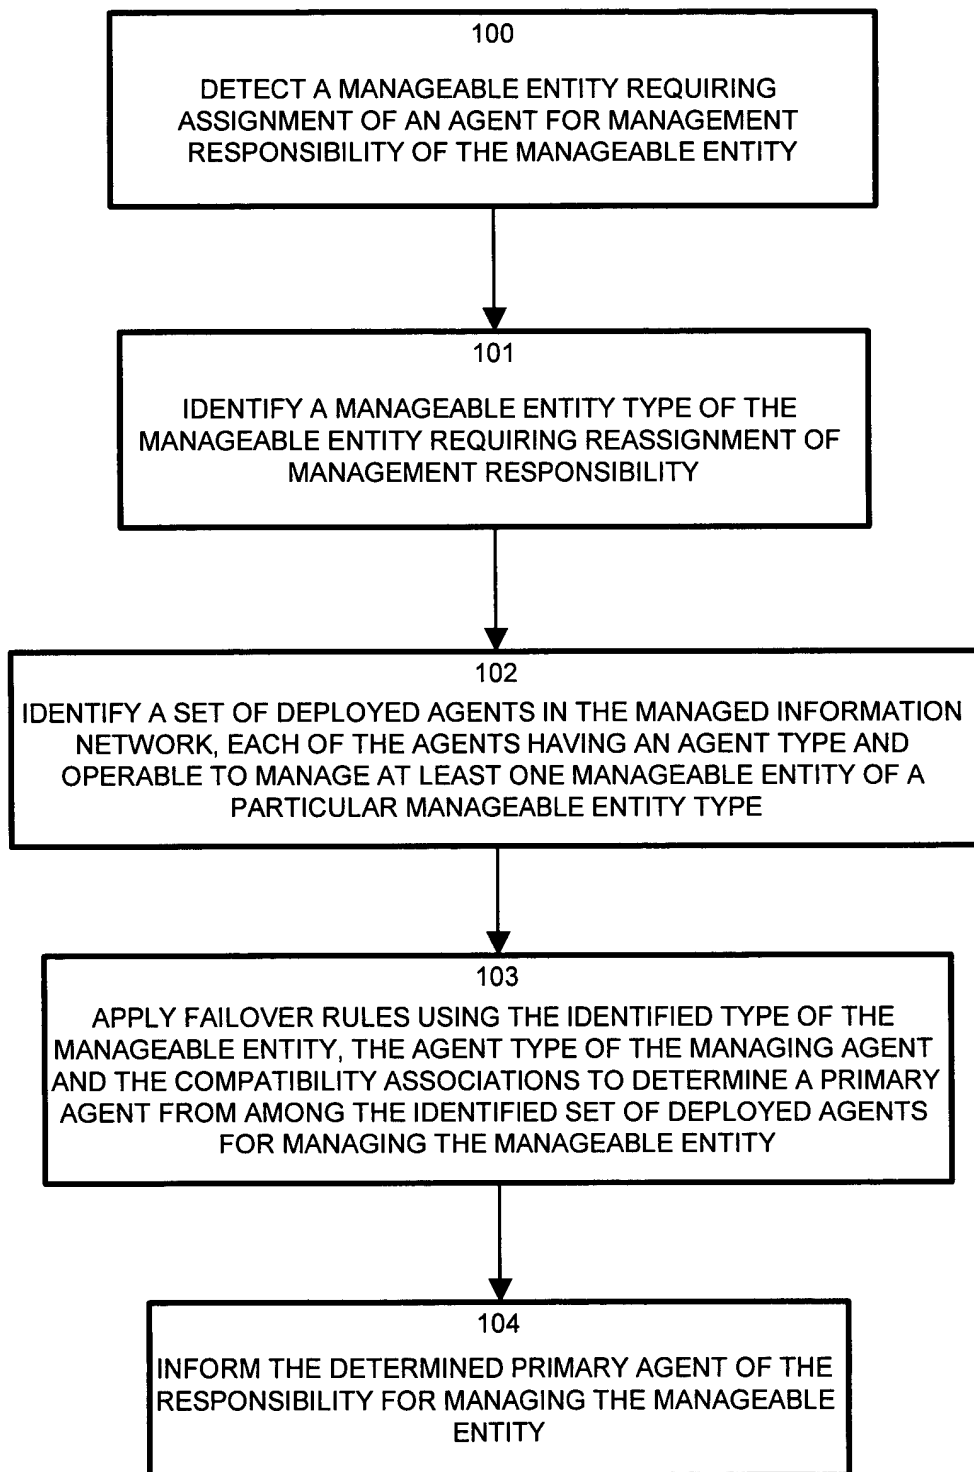 100
DETECT A MANAGEABLE ENTITY REQUIRING
ASSIGNMENT OF AN AGENT FOR MANAGEMENT
RESPONSIBILITY OF THE MANAGEABLE ENTITY
101
IDENTIFY A MANAGEABLE ENTITY TYPE OF THE
MANAGEABLE ENTITY REQUIRING REASSIGNMENT OF
MANAGEMENT RESPONSIBILITY
102
IDENTIFY A SET OF DEPLOYED AGENTS IN THE MANAGED INFORMATION
NETWORK, EACH OF THE AGENTS HAVING AN AGENT TYPE AND
OPERABLE TO MANAGE AT LEAST ONE MANAGEABLE ENTITY OF A
PARTICULAR MANAGEABLE ENTITY TYPE
103
APPLY FAILOVER RULES USING THE IDENTIFIED TYPE OF THE
MANAGEABLE ENTITY, THE AGENT TYPE OF THE MANAGING AGENT
AND THE COMPATIBILITY ASSOCIATIONS TO DETERMINE A PRIMARY
AGENT FROM AMONG THE IDENTIFIED SET OF DEPLOYED AGENTS
FOR MANAGING THE MANAGEABLE ENTITY
104
INFORM THE DETERMINED PRIMARY AGENT OF THE
RESPONSIBILITY FOR MANAGING THE MANAGEABLE
ENTITY